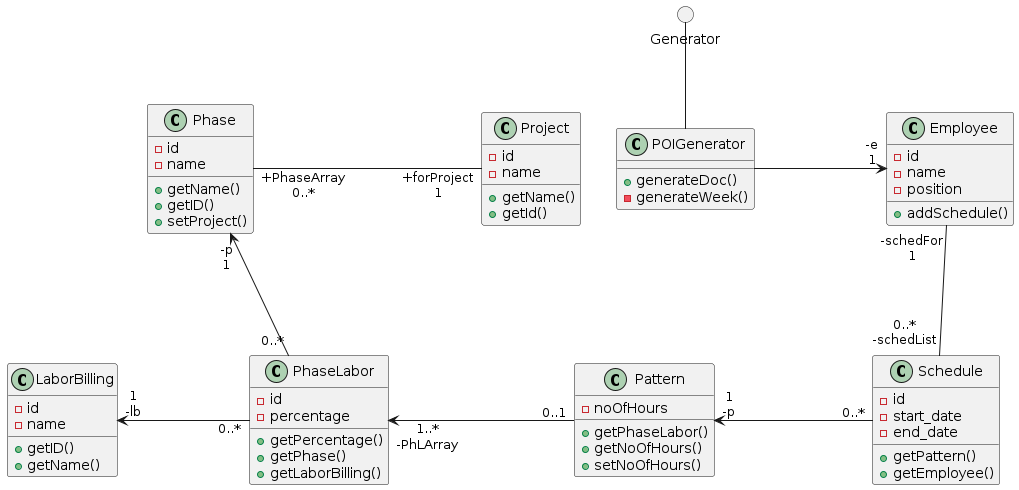 Generator
C Phase
id
name
getName()
getID()
setProject()
+PhaseArray
0..*
+forProject
1
C Project
id
name
getName()
getId()
C POIGenerator
generateDoc()
generateWeek()
-e
1
C Employee
id
name
position
addSchedule()
-p
1
0..*
-schedFor
1
0..*
-schedList
C LaborBilling
id
name
getID()
getName()
1
-lb
0..*
C PhaseLabor
id
percentage
getPercentage()
getPhase()
getLaborBilling()
1..*
-PhLArray
0..1
C Pattern
noOfHours
getPhaseLabor()
getNoOfHours()
setNoOfHours()
1
-p
0..*
C Schedule
id
start_date
end_date
getPattern()
getEmployee()